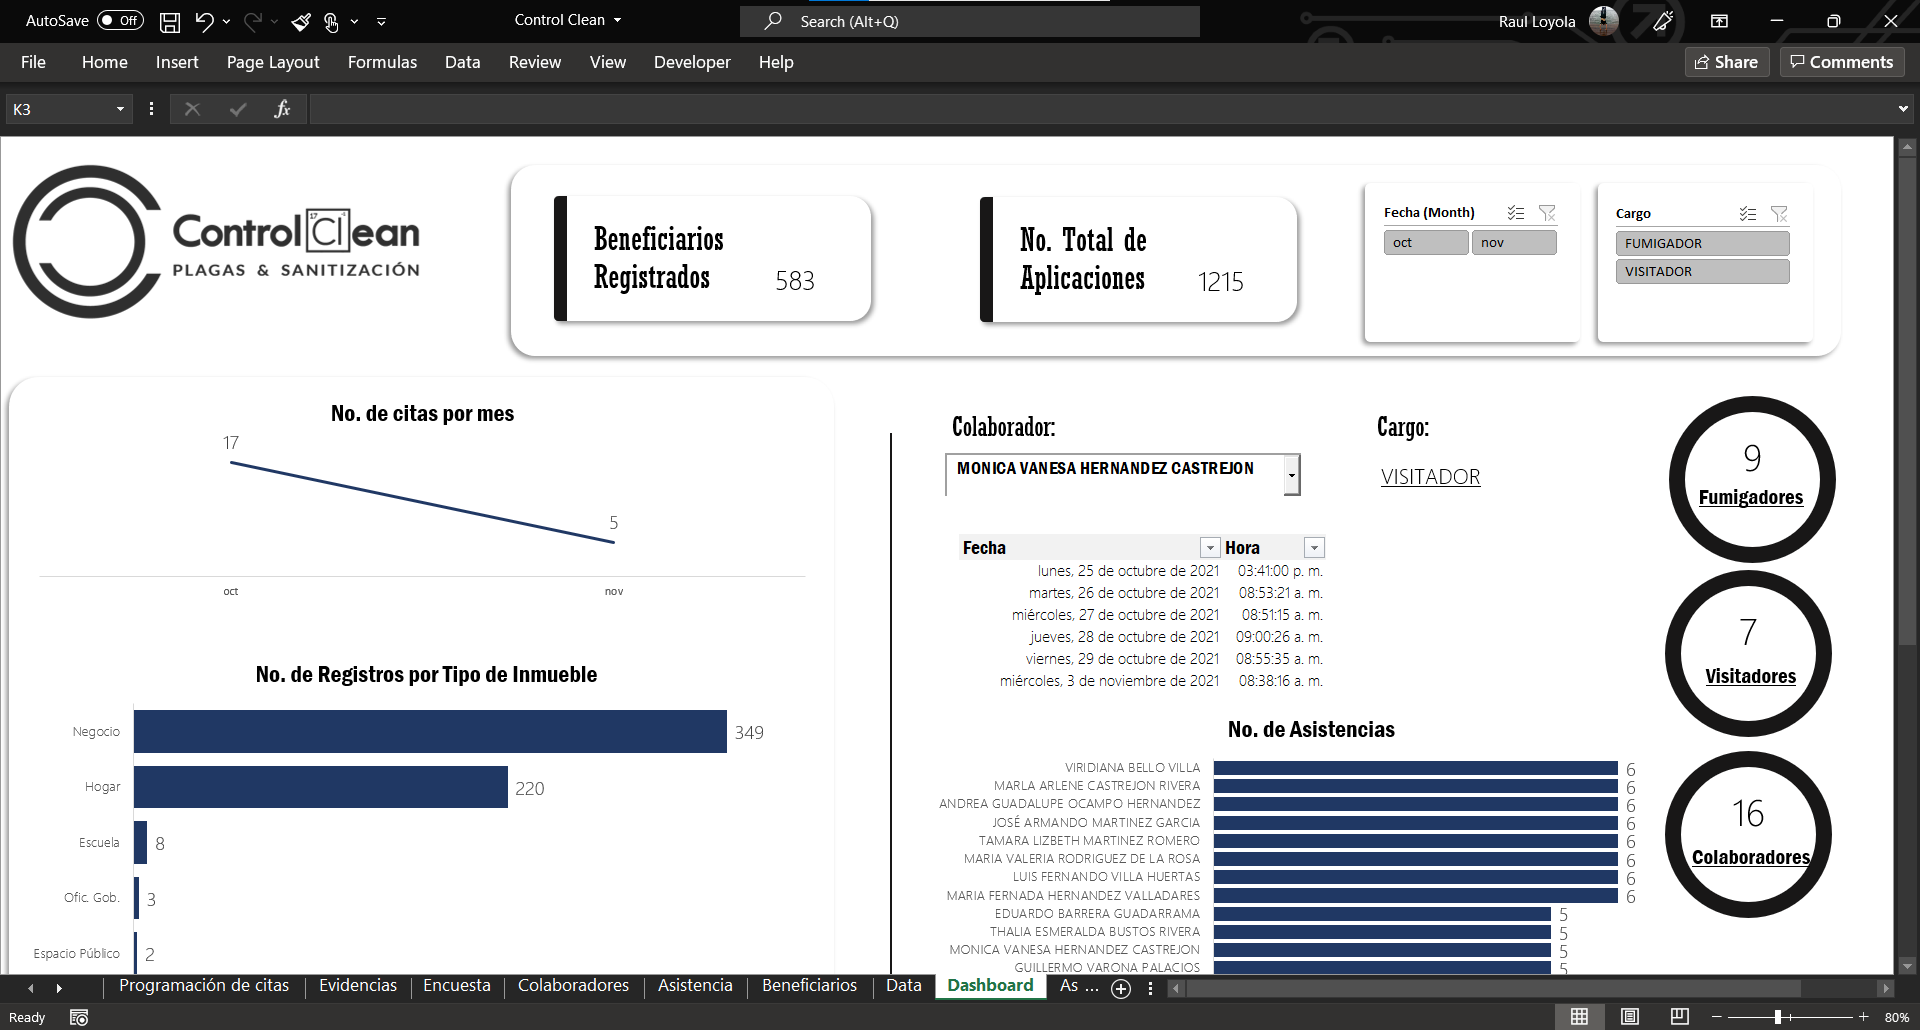 AutoSave Off Control Clean Search (Alt+Q) Raul Loyola
File Home Insert Page Layout Formulas Data Review View Developer Help Share Comments
K3 fx
Control Clean
17 -1
PLAGAS & SANITIZACIÓN
Beneficiarios
Registrados 583
No. Total de
Aplicaciones 1215
Fecha (Month)
oct nov
Cargo
FUMIGADOR
VISITADOR
No. de citas por mes
17
5
oct nov
No. de Registros por Tipo de Inmueble
Negocio 349
Hogar 220
Escuela 8
Ofic. Gob. 3
Espacio Público 2
Colaborador:
MONICA VANESA HERNANDEZ CASTREJON
Cargo:
VISITADOR
Fecha Hora
lunes, 25 de octubre de 2021 03:41:00 p. m.
martes, 26 de octubre de 2021 08:53:21 a. m.
miércoles, 27 de octubre de 2021 08:51:15 a. m.
jueves, 28 de octubre de 2021 09:00:26 a. m.
viernes, 29 de octubre de 2021 08:55:35 a. m.
miércoles, 3 de noviembre de 2021 08:38:16 a. m.
No. de Asistencias
VIRIDIANA BELLO VILLA 6
MARLA ARLENE CASTREJON RIVERA 6
ANDREA GUADALUPE OCAMPO HERNANDEZ 6
JOSÉ ARMANDO MARTINEZ GARCIA 6
TAMARA LIZBETH MARTINEZ ROMERO 6
MARIA VALERIA RODRIGUEZ DE LA ROSA 6
LUIS FERNANDO VILLA HUERTAS 6
MARIA FERNADA HERNANDEZ VALLADARES 6
EDUARDO BARRERA GUADARRAMA 5
THALIA ESMERALDA BUSTOS RIVERA 5
MONICA VANESA HERNANDEZ CASTREJON 5
GUILLERMO VARONA PALACIOS 5
9
Fumigadores
7
Visitadores
16
Colaboradores
Programación de citas Evidencias Encuesta Colaboradores Asistencia Beneficiarios Data Dashboard As ...
Ready 80%